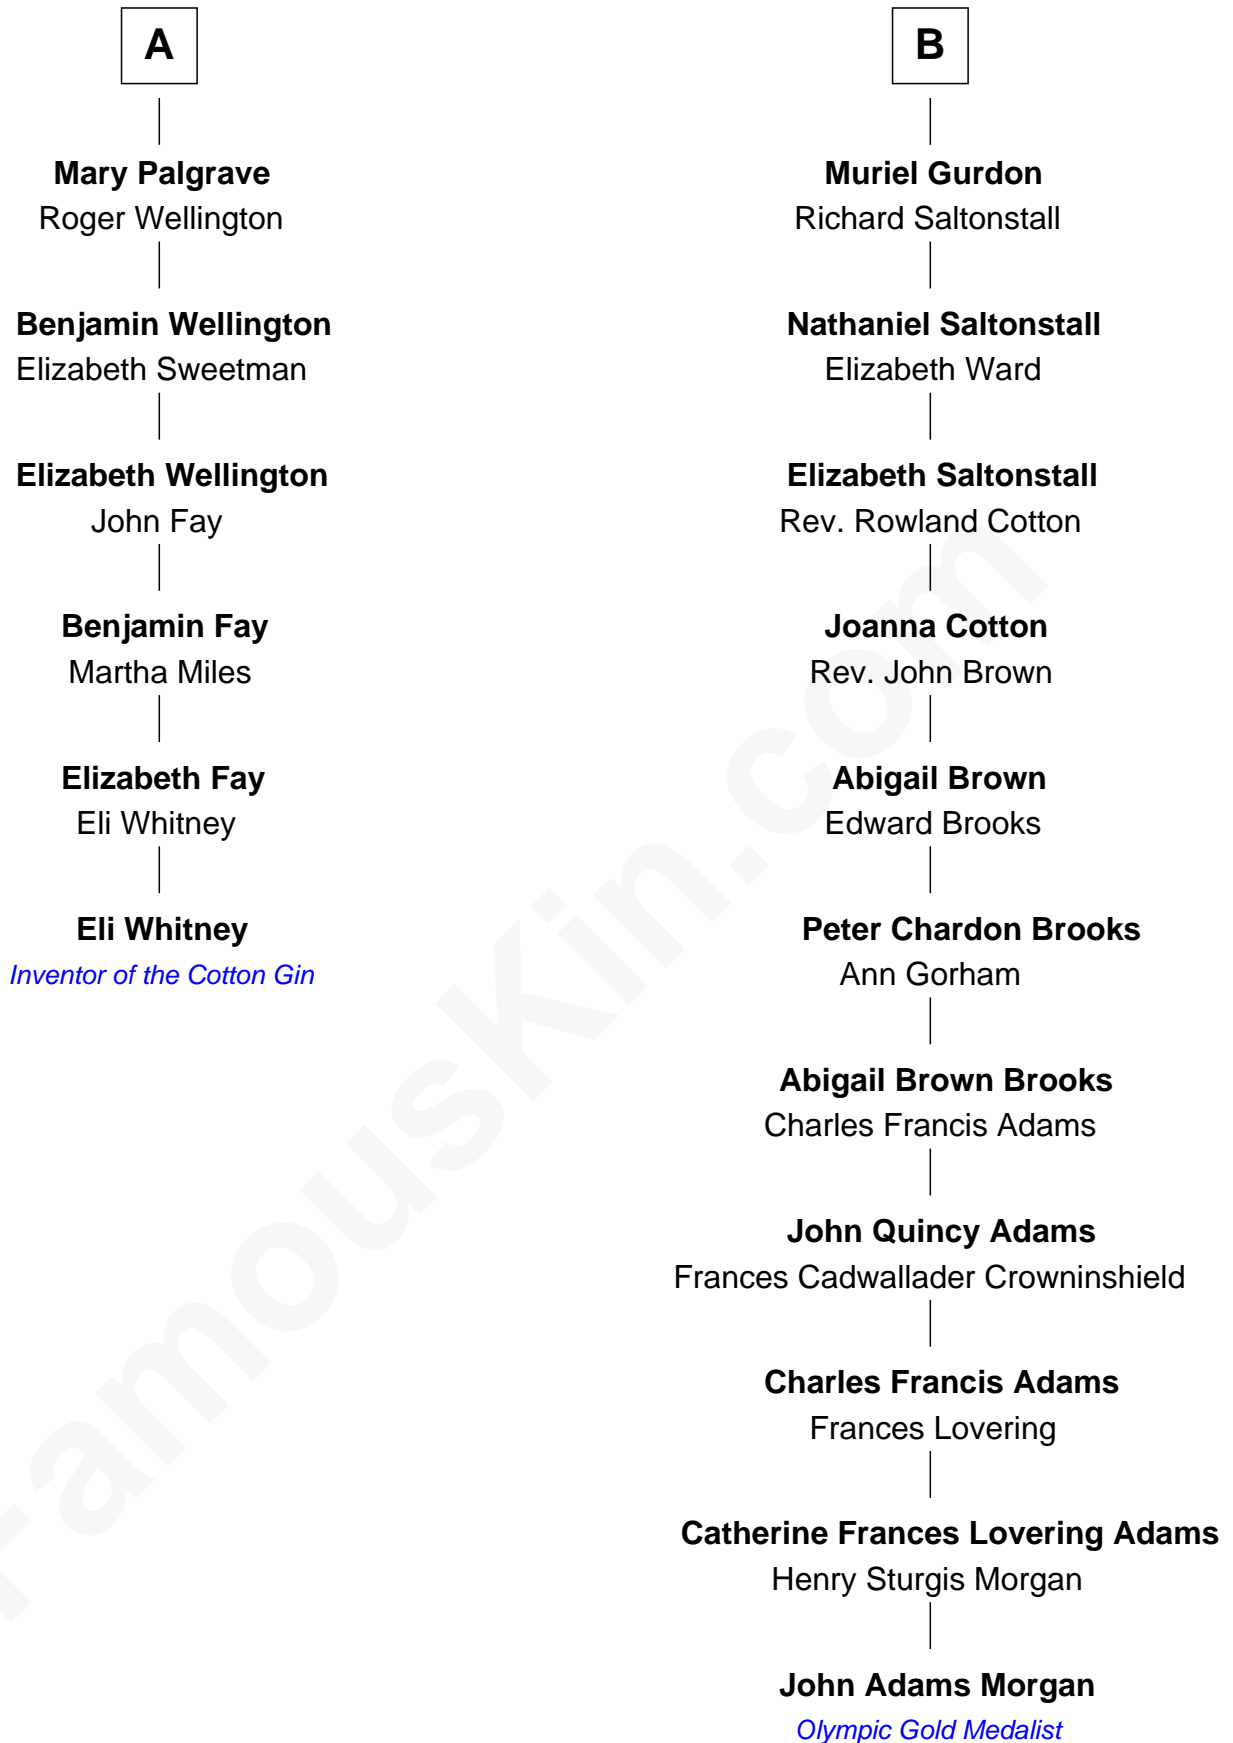 A
Mary Palgrave
Roger Wellington
Benjamin Wellington
Elizabeth Sweetman
Elizabeth Wellington
John Fay
Benjamin Fay
Martha Miles
Elizabeth Fay
Eli Whitney
Eli Whitney
Inventor of the Cotton Gin
B
Muriel Gurdon
Richard Saltonstall
Nathaniel Saltonstall
Elizabeth Ward
Elizabeth Saltonstall
Rev. Rowland Cotton
Joanna Cotton
Rev. John Brown
Abigail Brown
Edward Brooks
Peter Chardon Brooks
Ann Gorham
Abigail Brown Brooks
Charles Francis Adams
John Quincy Adams
Frances Cadwallader Crowninshield
Charles Francis Adams
Frances Lovering
Catherine Frances Lovering Adams
Henry Sturgis Morgan
John Adams Morgan
Olympic Gold Medalist
FamousKin.com